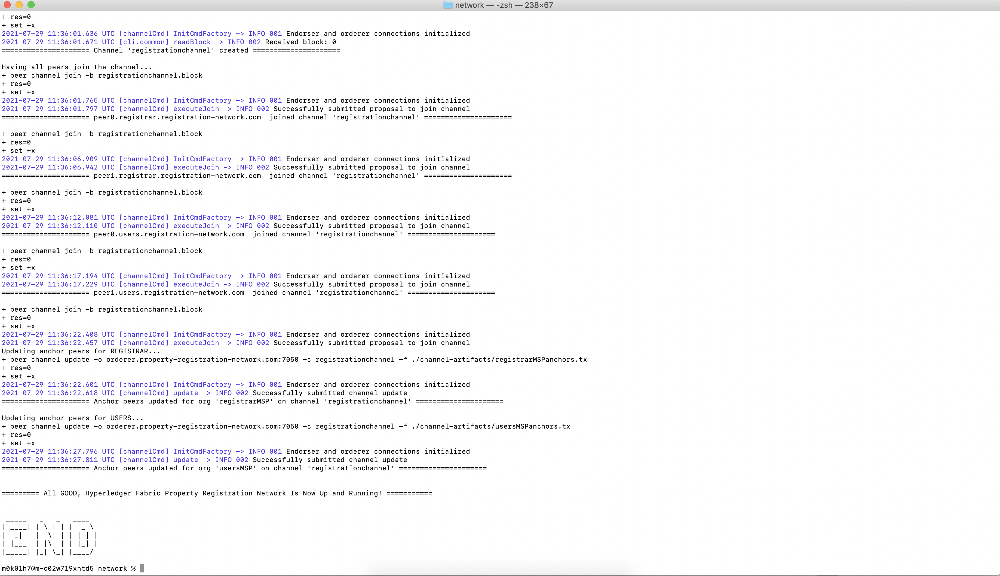 network — -zsh — 238×67
+ res=0
+ set +x
2021-07-29 11:36:01.636 UTC [channelCmd] InitCmdFactory -> INFO 001 Endorser and orderer connections initialized
2021-07-29 11:36:01.671 UTC [cli.common] readBlock -> INFO 002 Received block: 0
===================== Channel 'registrationchannel' created =====================
Having all peers join the channel...
+ peer channel join -b registrationchannel.block
+ res=0
+ set +x
2021-07-29 11:36:01.765 UTC [channelCmd] InitCmdFactory -> INFO 001 Endorser and orderer connections initialized
2021-07-29 11:36:01.797 UTC [channelCmd] executeJoin -> INFO 002 Successfully submitted proposal to join channel
===================== peer0.registrar.registration-network.com  joined channel 'registrationchannel' =====================
+ peer channel join -b registrationchannel.block
+ res=0
+ set +x
2021-07-29 11:36:06.909 UTC [channelCmd] InitCmdFactory -> INFO 001 Endorser and orderer connections initialized
2021-07-29 11:36:06.942 UTC [channelCmd] executeJoin -> INFO 002 Successfully submitted proposal to join channel
===================== peer1.registrar.registration-network.com  joined channel 'registrationchannel' =====================
+ peer channel join -b registrationchannel.block
+ res=0
+ set +x
2021-07-29 11:36:12.081 UTC [channelCmd] InitCmdFactory -> INFO 001 Endorser and orderer connections initialized
2021-07-29 11:36:12.110 UTC [channelCmd] executeJoin -> INFO 002 Successfully submitted proposal to join channel
===================== peer0.users.registration-network.com  joined channel 'registrationchannel' =====================
+ peer channel join -b registrationchannel.block
+ res=0
+ set +x
2021-07-29 11:36:17.194 UTC [channelCmd] InitCmdFactory -> INFO 001 Endorser and orderer connections initialized
2021-07-29 11:36:17.229 UTC [channelCmd] executeJoin -> INFO 002 Successfully submitted proposal to join channel
===================== peer1.users.registration-network.com  joined channel 'registrationchannel' =====================
+ peer channel join -b registrationchannel.block
+ res=0
+ set +x
2021-07-29 11:36:22.408 UTC [channelCmd] InitCmdFactory -> INFO 001 Endorser and orderer connections initialized
2021-07-29 11:36:22.457 UTC [channelCmd] executeJoin -> INFO 002 Successfully submitted proposal to join channel
Updating anchor peers for REGISTRAR...
+ peer channel update -o orderer.property-registration-network.com:7050 -c registrationchannel -f ./channel-artifacts/registrarMSPanchors.tx
+ res=0
+ set +x
2021-07-29 11:36:22.601 UTC [channelCmd] InitCmdFactory -> INFO 001 Endorser and orderer connections initialized
2021-07-29 11:36:22.618 UTC [channelCmd] update -> INFO 002 Successfully submitted channel update
===================== Anchor peers updated for org 'registrarMSP' on channel 'registrationchannel' =====================
Updating anchor peers for USERS...
+ peer channel update -o orderer.property-registration-network.com:7050 -c registrationchannel -f ./channel-artifacts/usersMSPanchors.tx
+ res=0
+ set +x
2021-07-29 11:36:27.796 UTC [channelCmd] InitCmdFactory -> INFO 001 Endorser and orderer connections initialized
2021-07-29 11:36:27.811 UTC [channelCmd] update -> INFO 002 Successfully submitted channel update
===================== Anchor peers updated for org 'usersMSP' on channel 'registrationchannel' =====================
========= All GOOD, Hyperledger Fabric Property Registration Network Is Now Up and Running! ===========
END
m0k01h7@m-c02w719xhtd5 network %